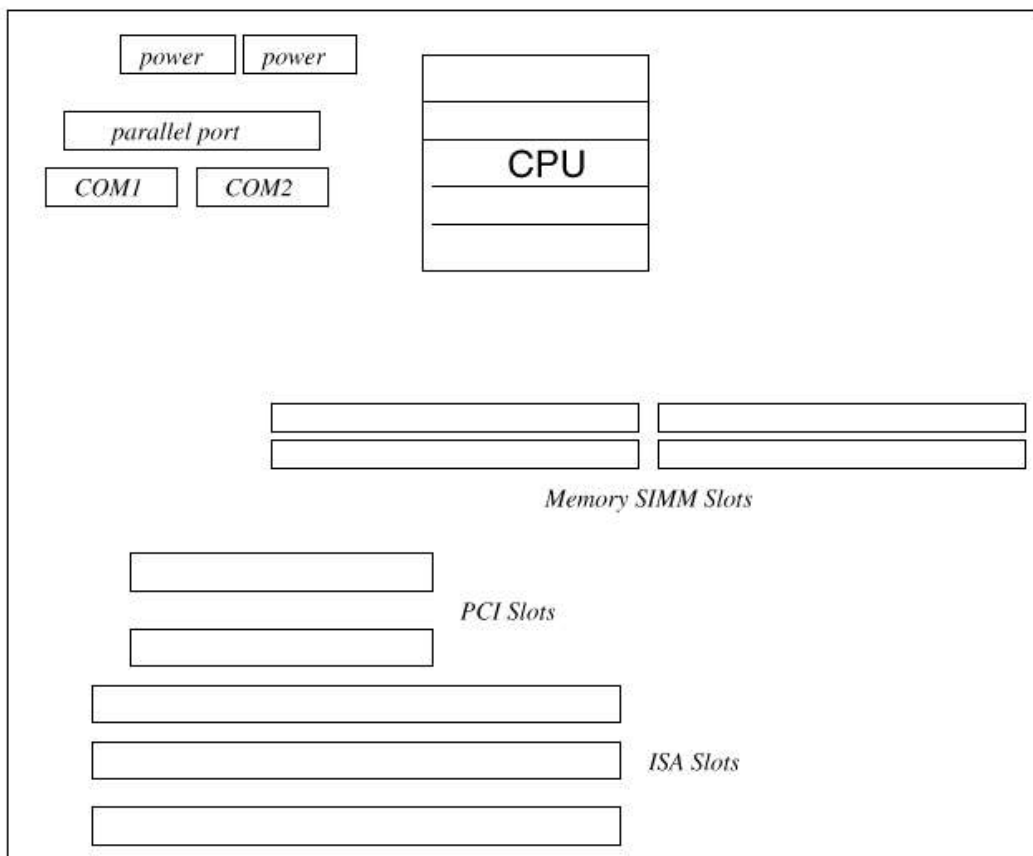 power power
parallel port
COM1 COM2
CPU
Memory SIMM Slots
PCI Slots
ISA Slots